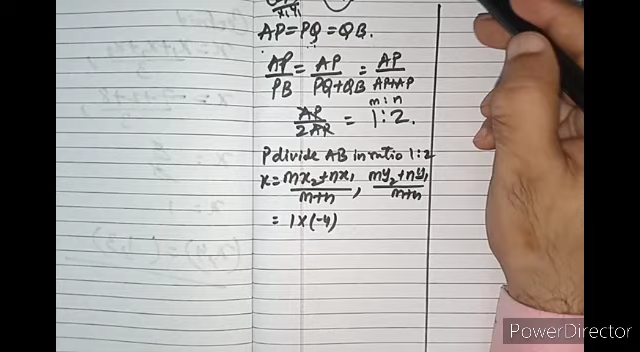 x₁y₁
AP=PQ=QB.
AP/PB = AP/PQ+QB = AP/AP+AP
m:n
AP/2AP = 1:2.
P divide AB in ratio 1:2
x = mx₂+nx₁/m+n, my₂+ny₁/m+n
= 1×(-4)
PowerDirector